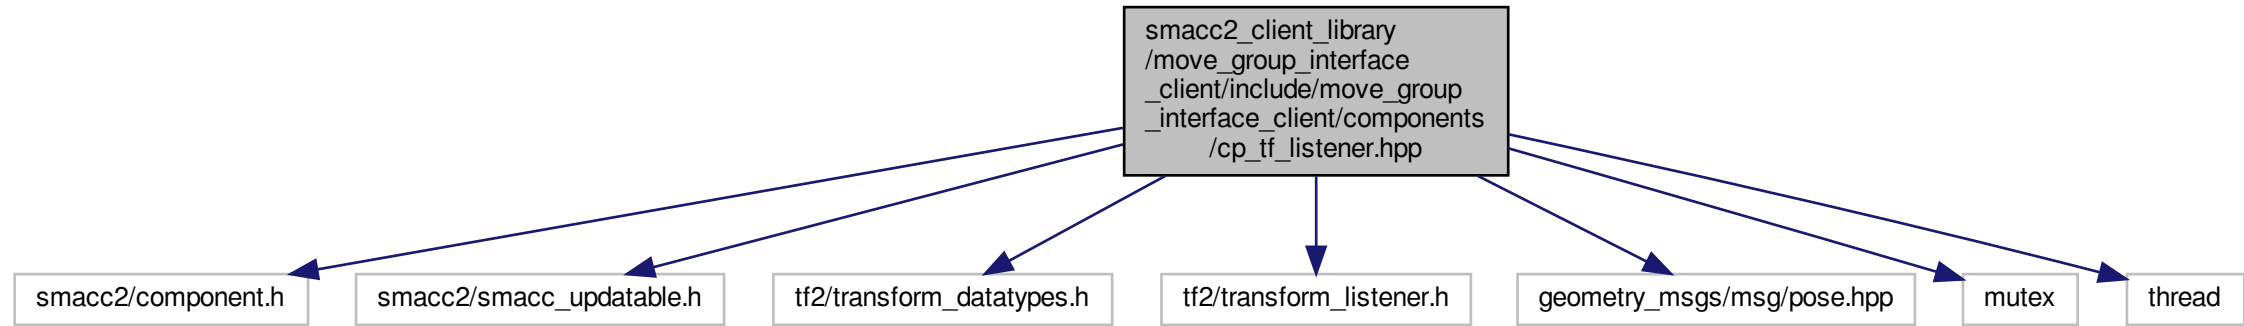 smacc2_client_library
/move_group_interface
_client/include/move_group
_interface_client/components
/cp_tf_listener.hpp
smacc2/component.h
smacc2/smacc_updatable.h
tf2/transform_datatypes.h
tf2/transform_listener.h
geometry_msgs/msg/pose.hpp
mutex
thread